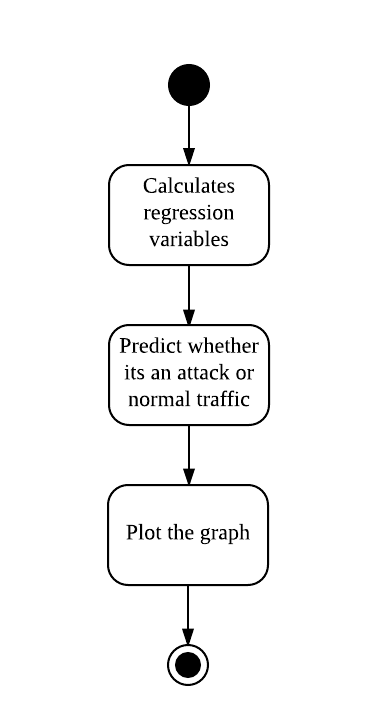 Calculates
regression
variables
Predict whether
its an attack or
normal traffic
Plot the graph